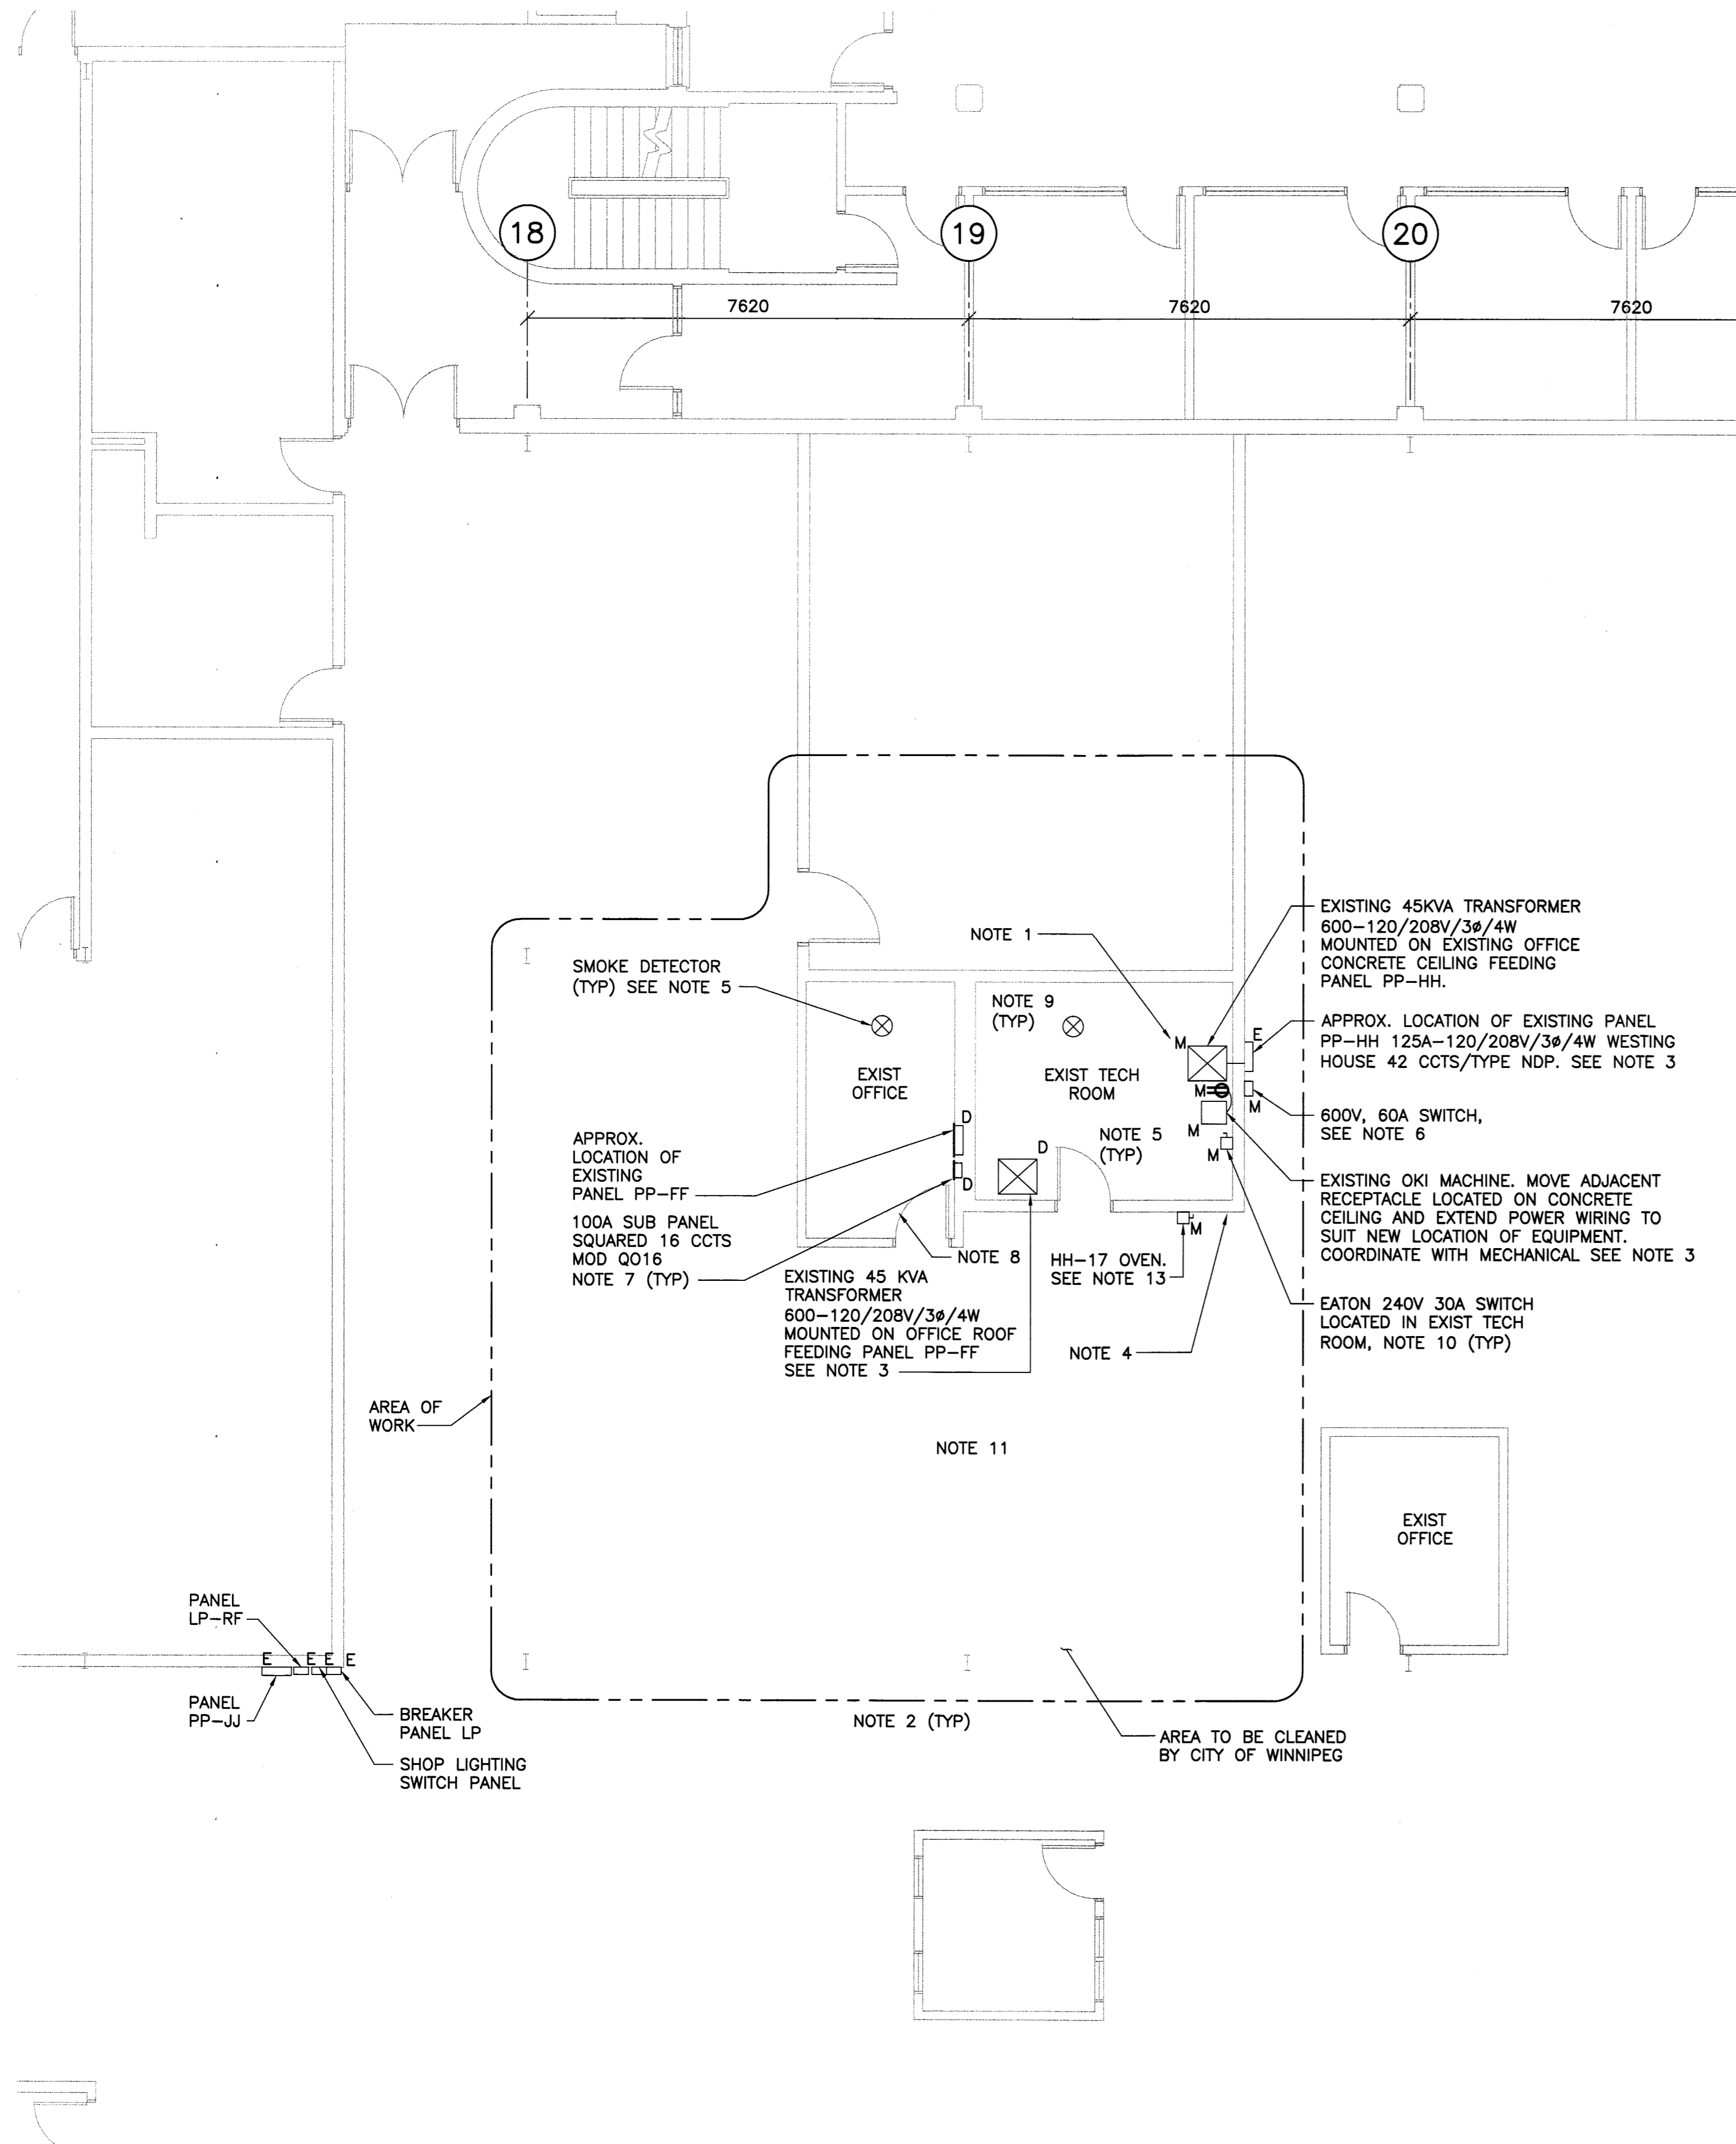 18
19
20
7620
7620
7620
EXISTING 45KVA TRANSFORMER
600-120/208V/3ø/4W
MOUNTED ON EXISTING OFFICE
CONCRETE CEILING FEEDING
PANEL PP-HH.
NOTE 1
SMOKE DETECTOR
(TYP) SEE NOTE 5
NOTE 9
(TYP)
M
E
APPROX. LOCATION OF EXISTING PANEL
PP-HH 125A-120/208V/3ø/4W WESTING
HOUSE 42 CCTS/TYPE NDP. SEE NOTE 3
EXIST
OFFICE
EXIST TECH
ROOM
M
M
600V, 60A SWITCH,
SEE NOTE 6
APPROX.
LOCATION OF
EXISTING
PANEL PP-FF
D
D
D
NOTE 5
(TYP)
M
M
EXISTING OKI MACHINE. MOVE ADJACENT
RECEPTACLE LOCATED ON CONCRETE
CEILING AND EXTEND POWER WIRING TO
SUIT NEW LOCATION OF EQUIPMENT.
COORDINATE WITH MECHANICAL SEE NOTE 3
100A SUB PANEL
SQUARED 16 CCTS
MOD QO16
NOTE 7 (TYP)
NOTE 8
M
HH-17 OVEN.
SEE NOTE 13
EXISTING 45 KVA
TRANSFORMER
600-120/208V/3ø/4W
MOUNTED ON OFFICE ROOF
FEEDING PANEL PP-FF
SEE NOTE 3
EATON 240V 30A SWITCH
LOCATED IN EXIST TECH
ROOM, NOTE 10 (TYP)
NOTE 4
AREA OF
WORK
NOTE 11
EXIST
OFFICE
PANEL
LP-RF
E
E E E
PANEL
PP-JJ
BREAKER
PANEL LP
SHOP LIGHTING
SWITCH PANEL
NOTE 2 (TYP)
AREA TO BE CLEANED
BY CITY OF WINNIPEG